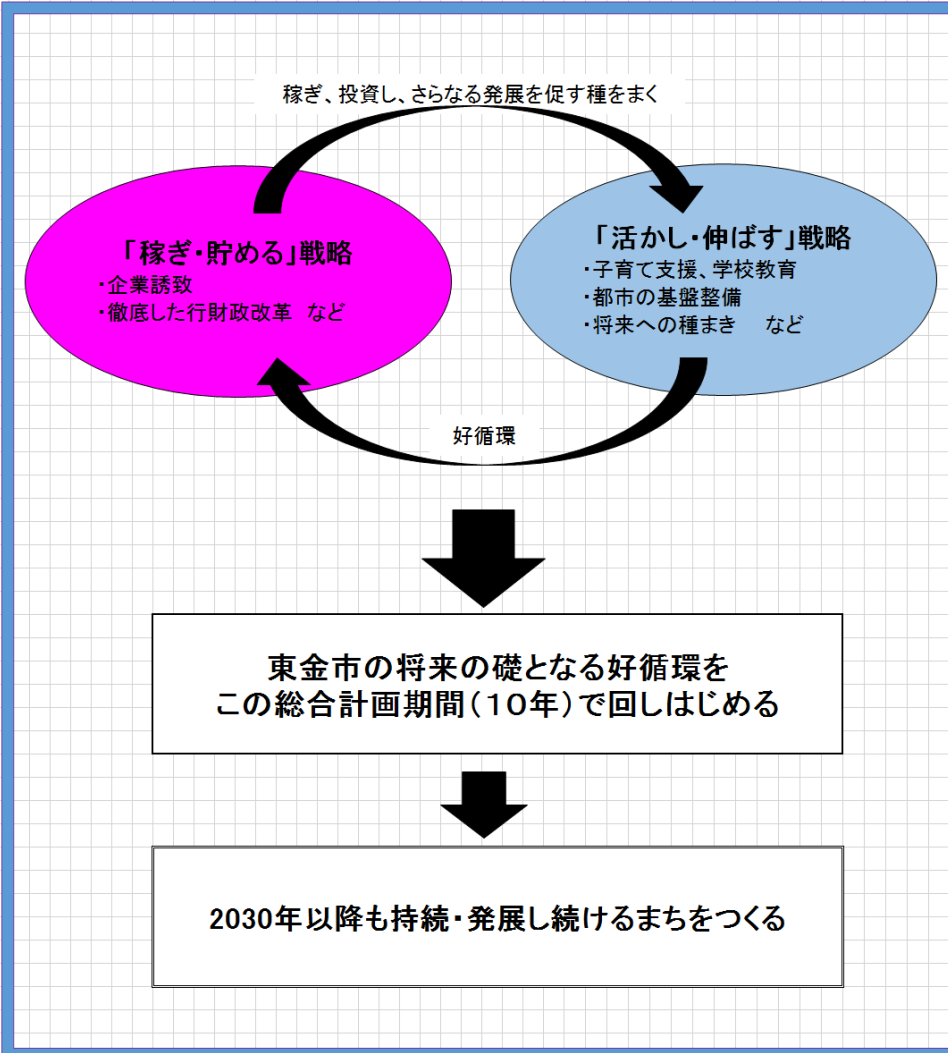 稼ぎ、投資し、さらなる発展を促す種をまく
「稼ぎ・貯める」戦略
・企業誘致
・徹底した行財政改革 など
「活かし・伸ばす」戦略
・子育て支援、学校教育
・都市の基盤整備
・将来への種まき など
好循環
東金市の将来の礎となる好循環を
この総合計画期間（１０年）で回しはじめる
2030年以降も持続・発展し続けるまちをつくる